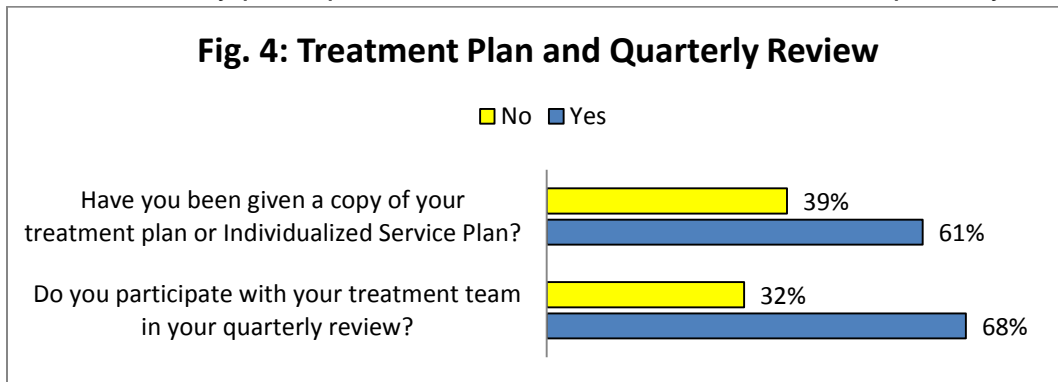 Fig. 4: Treatment Plan and Quarterly Review
No Yes
Have you been given a copy of your
treatment plan or Individualized Service Plan?
39%
61%
Do you participate with your treatment team
in your quarterly review?
32%
68%